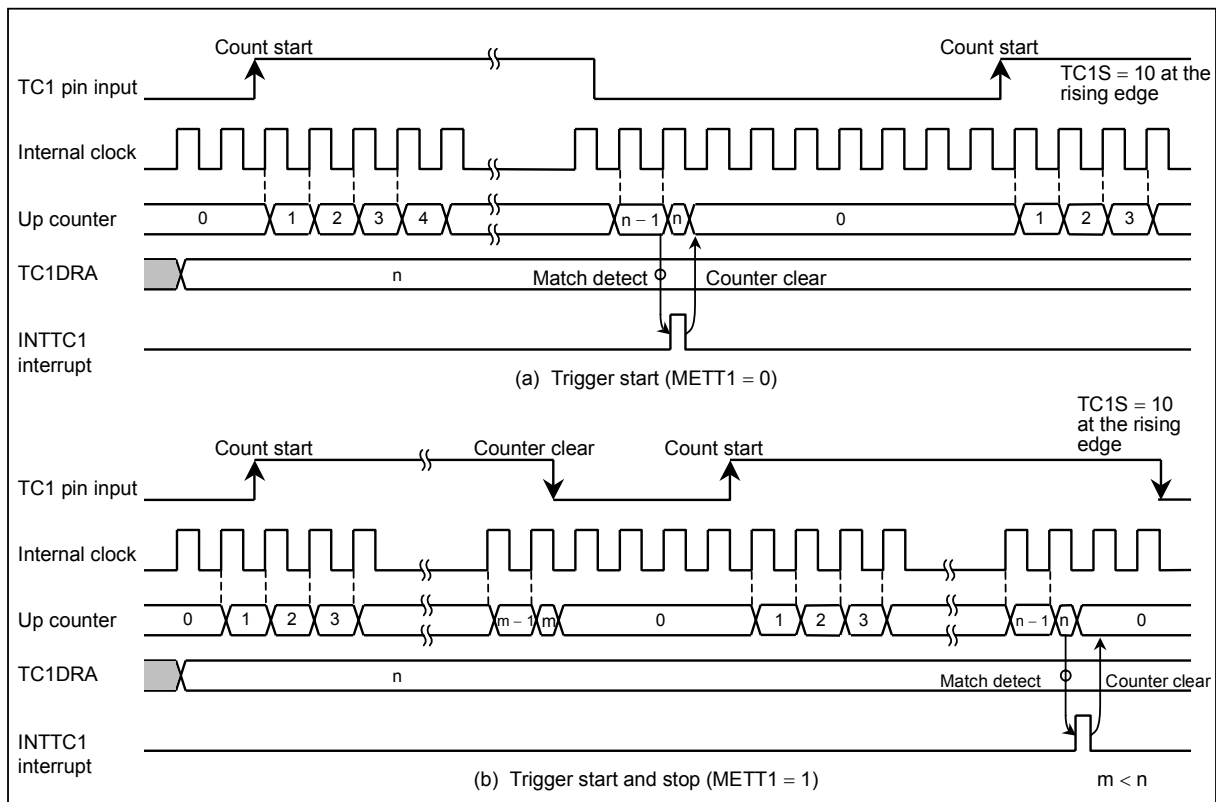 Count start
Count start
TC1 pin input
TC1S = 10 at the
rising edge
Internal clock
Up counter
0 1 2 3 4 n − 1 n 0 1 2 3
TC1DRA
n
Match detect
Counter clear
INTTC1
interrupt
(a) Trigger start (METT1 = 0)
TC1S = 10
at the rising
edge
Count start
Counter clear
Count start
TC1 pin input
Internal clock
Up counter
0 1 2 3 m − 1 m 0 1 2 3 n − 1 n 0
TC1DRA
n
Match detect
Counter clear
INTTC1
interrupt
(b) Trigger start and stop (METT1 = 1)
m < n